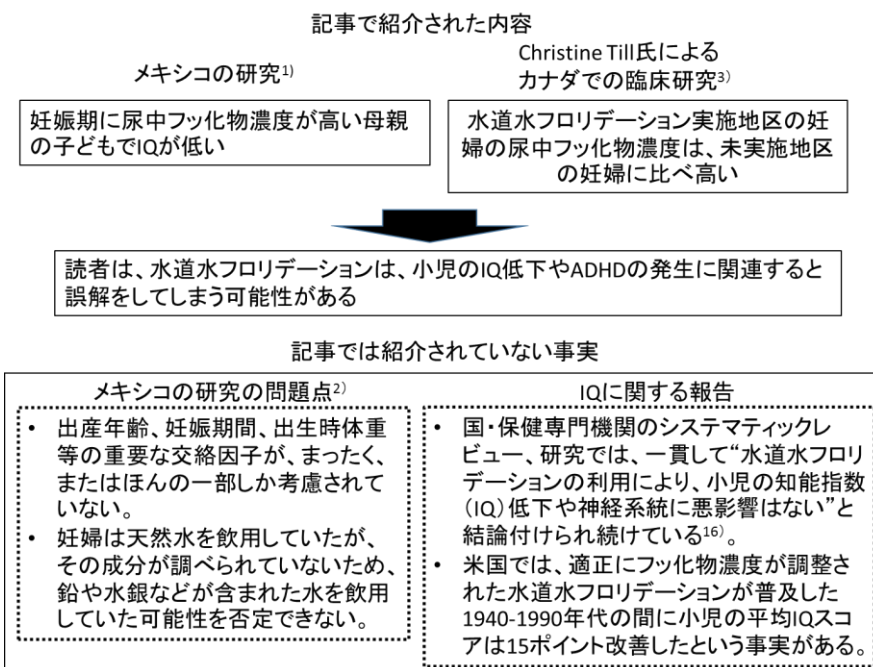 記事で紹介された内容
メキシコの研究1)
Christine Till氏による
カナダでの臨床研究3)
妊娠期に尿中フッ化物濃度が高い母親
の子どもでIQが低い
水道水フロリデーション実施地区の妊
婦の尿中フッ化物濃度は、未実施地区
の妊婦に比べ高い
読者は、水道水フロリデーションは、小児のIQ低下やADHDの発生に関連すると
誤解をしてしまう可能性がある
記事では紹介されていない事実
メキシコの研究の問題点2)
• 出産年齢、妊娠期間、出生時体重
等の重要な交絡因子が、まったく、
またはほんの一部しか考慮されて
いない。
• 妊婦は天然水を飲用していたが、
その成分が調べられていないため、
鉛や水銀などが含まれた水を飲用
していた可能性を否定できない。
IQに関する報告
• 国・保健専門機関のシステマティックレ
ビュー、研究では、一貫して“水道水フロリ
デーションの利用により、小児の知能指数
（IQ）低下や神経系統に悪影響はない”と
結論付けられ続けている16)。
• 米国では、適正にフッ化物濃度が調整され
た水道水フロリデーションが普及した
1940-1990年代の間に小児の平均IQスコ
アは15ポイント改善したという事実がある。